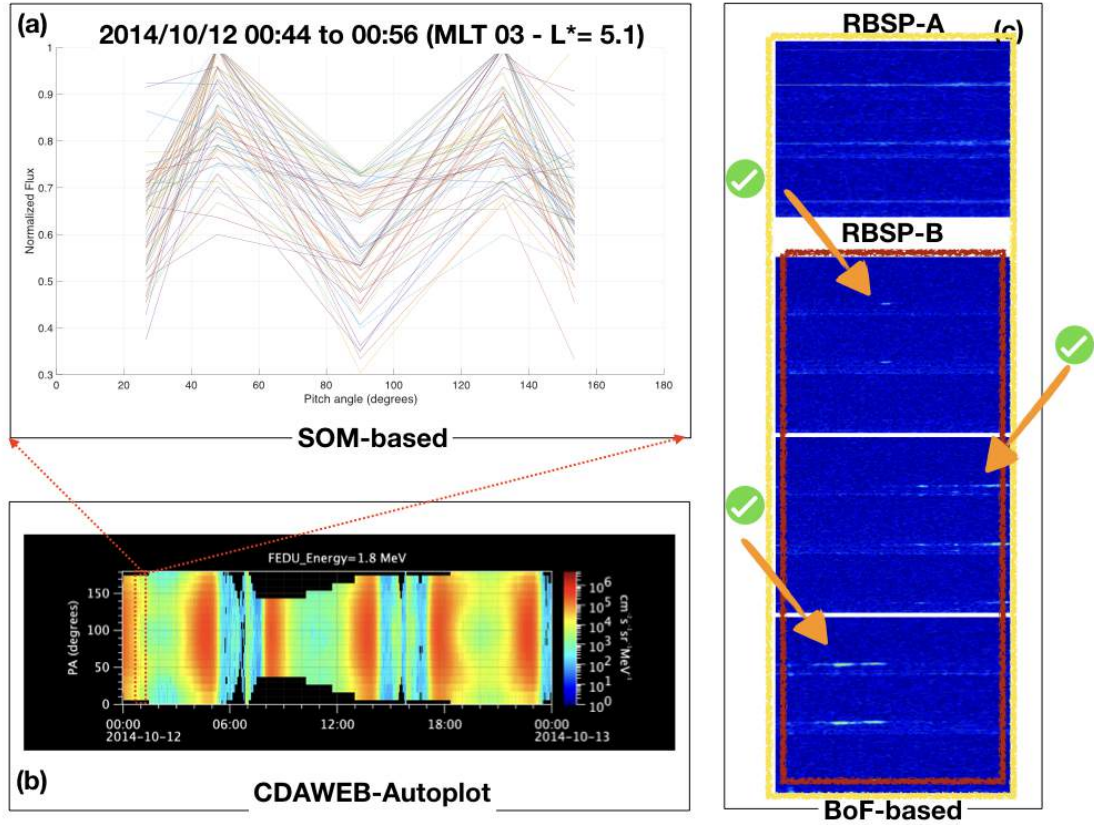 (a)
2014/10/12 00:44 to 00:56 (MLT 03 - L*= 5.1)
1
0.9
0.8
0.7
0.6
0.5
0.4
0.3
Normalized Flux
0 20 40 60 80 100 120 140 160 180
Pitch angle (degrees)
SOM-based
FEDU_Energy=1.8 MeV
150
100
50
0
PA (degrees)
10⁶
10⁵
10⁴
10³
10²
10¹
10⁰
cm⁻²s⁻¹sr⁻¹MeV⁻¹
00:00 06:00 12:00 18:00 00:00
2014-10-12 2014-10-13
(b)
CDAWEB-Autoplot
(c)
RBSP-A
RBSP-B
BoF-based